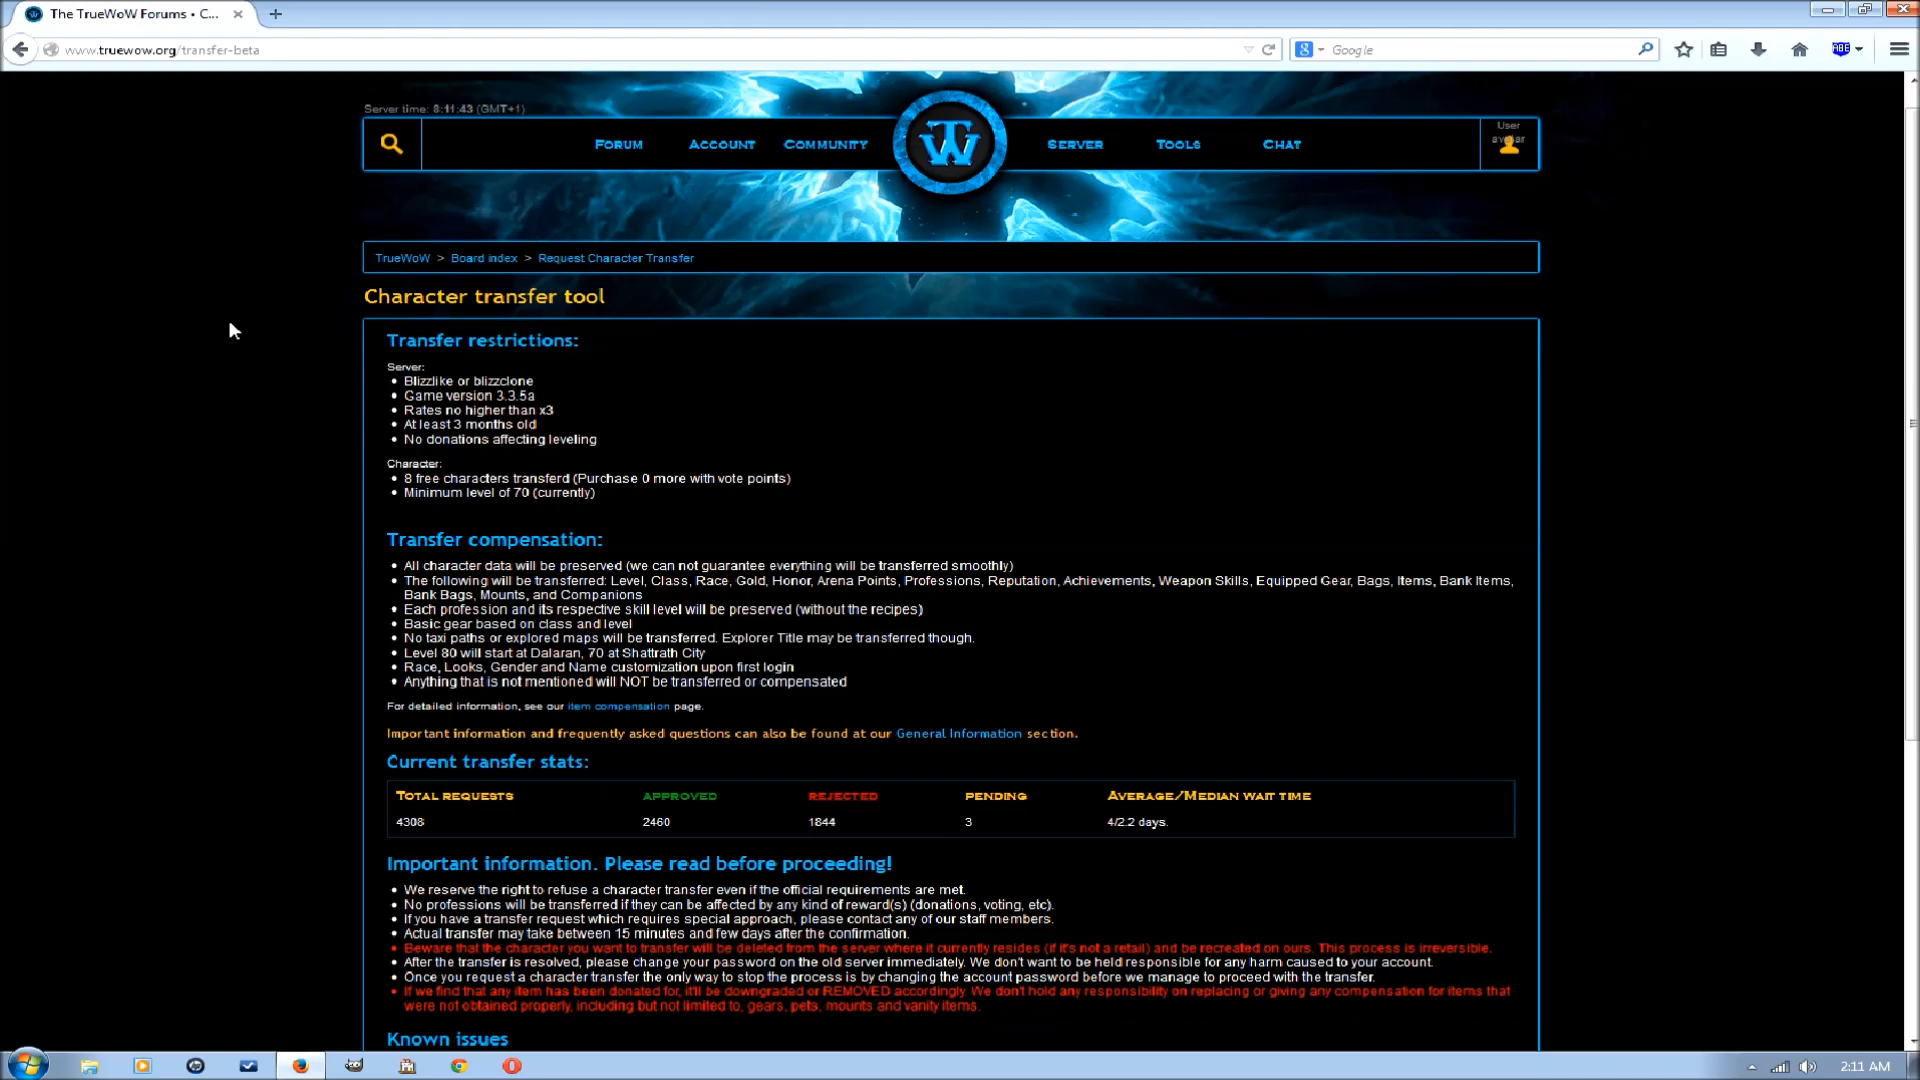 The TrueWoW Forums • C...
www.truewow.org/transfer-beta
Google
ABP
Server time: 8:11:43 (GMT+1)
FORUM ACCOUNT COMMUNITY TW SERVER TOOLS CHAT
User avatar
TrueWoW > Board index > Request Character Transfer
Character transfer tool
Transfer restrictions:
Server:
• Blizzlike or blizzclone
• Game version 3.3.5a
• Rates no higher than x3
• At least 3 months old
• No donations affecting leveling
Character:
• 8 free characters transferd (Purchase 0 more with vote points)
• Minimum level of 70 (currently)
Transfer compensation:
• All character data will be preserved (we can not guarantee everything will be transferred smoothly)
• The following will be transferred: Level, Class, Race, Gold, Honor, Arena Points, Professions, Reputation, Achievements, Weapon Skills, Equipped Gear, Bags, Items, Bank Items,
Bank Bags, Mounts, and Companions
• Each profession and its respective skill level will be preserved (without the recipes)
• Basic gear based on class and level
• No taxi paths or explored maps will be transferred. Explorer Title may be transferred though.
• Level 80 will start at Dalaran, 70 at Shattrath City
• Race, Looks, Gender and Name customization upon first login
• Anything that is not mentioned will NOT be transferred or compensated
For detailed information, see our item compensation page.
Important information and frequently asked questions can also be found at our General Information section.
Current transfer stats:
TOTAL REQUESTS APPROVED REJECTED PENDING AVERAGE/MEDIAN WAIT TIME
4308 2460 1844 3 4/2.2 days.
Important information. Please read before proceeding!
• We reserve the right to refuse a character transfer even if the official requirements are met.
• No professions will be transferred if they can be affected by any kind of reward(s) (donations, voting, etc).
• If you have a transfer request which requires special approach, please contact any of our staff members.
• Actual transfer may take between 15 minutes and few days after the confirmation.
• Beware that the character you want to transfer will be deleted from the server where it currently resides (if it's not a retail) and be recreated on ours. This process is irreversible.
• After the transfer is resolved, please change your password on the old server immediately. We don't want to be held responsible for any harm caused to your account.
• Once you request a character transfer the only way to stop the process is by changing the account password before we manage to proceed with the transfer.
• If we find that any item has been donated for, it'll be downgraded or REMOVED accordingly. We don't hold any responsibility on replacing or giving any compensation for items that
were not obtained properly, including but not limited to, gears, pets, mounts and vanity items.
Known issues
2:11 AM